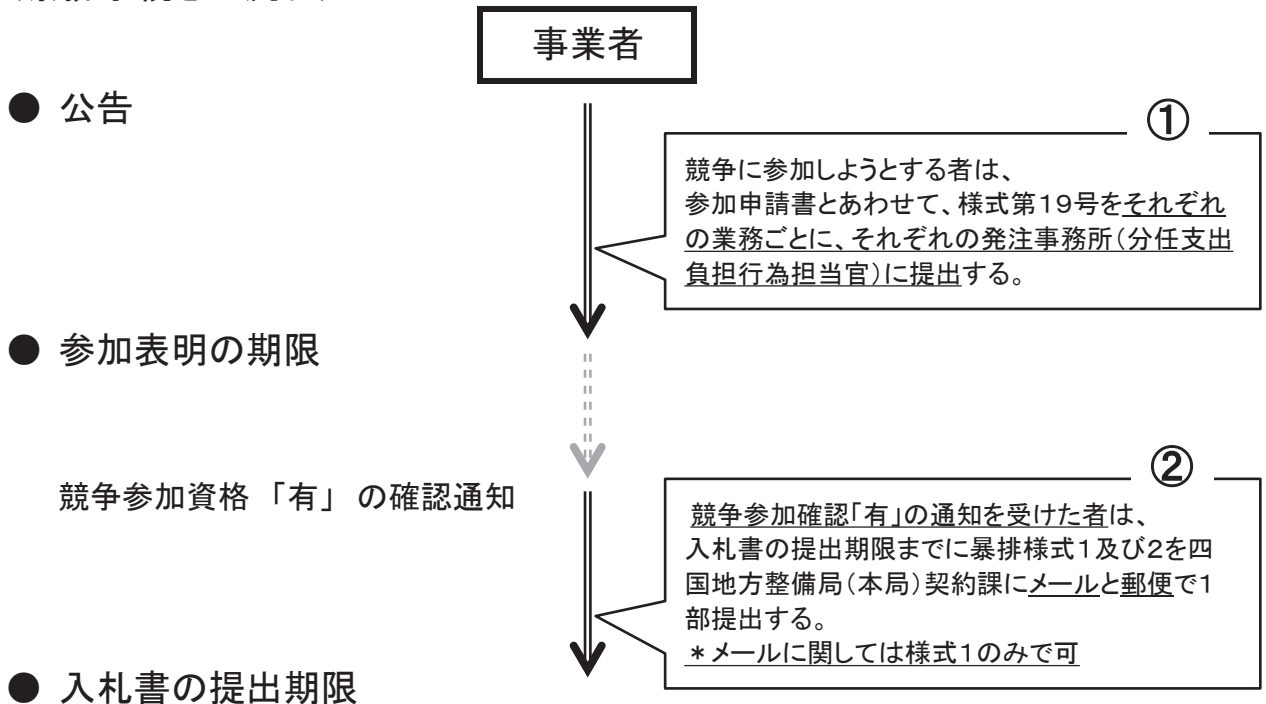 事業者
● 公告
①
競争に参加しようとする者は、
参加申請書とあわせて、様式第19号をそれぞれ
の業務ごとに、それぞれの発注事務所(分任支出
負担行為担当官)に提出する。
● 参加表明の期限
競争参加資格 「有」 の確認通知
②
競争参加確認「有」の通知を受けた者は、
入札書の提出期限までに暴排様式1及び2を四
国地方整備局(本局)契約課にメールと郵便で1
部提出する。
*メールに関しては様式1のみで可
● 入札書の提出期限